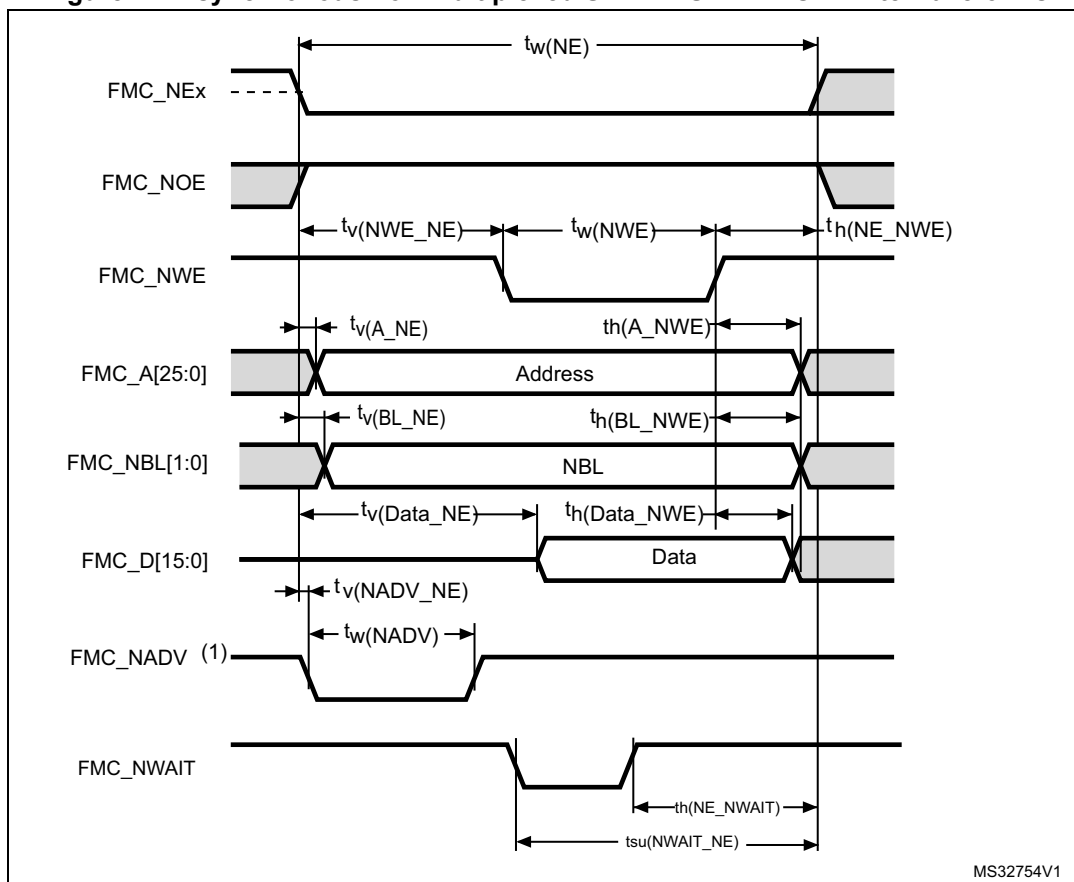 tw(NE)
FMC_NEx
FMC_NOE
tv(NWE_NE) tw(NWE) th(NE_NWE)
FMC_NWE
tv(A_NE) th(A_NWE)
FMC_A[25:0] Address
tv(BL_NE) th(BL_NWE)
FMC_NBL[1:0] NBL
tv(Data_NE) th(Data_NWE)
FMC_D[15:0] Data
tv(NADV_NE)
tw(NADV)
FMC_NADV (1)
FMC_NWAIT
th(NE_NWAIT)
tsu(NWAIT_NE)
MS32754V1